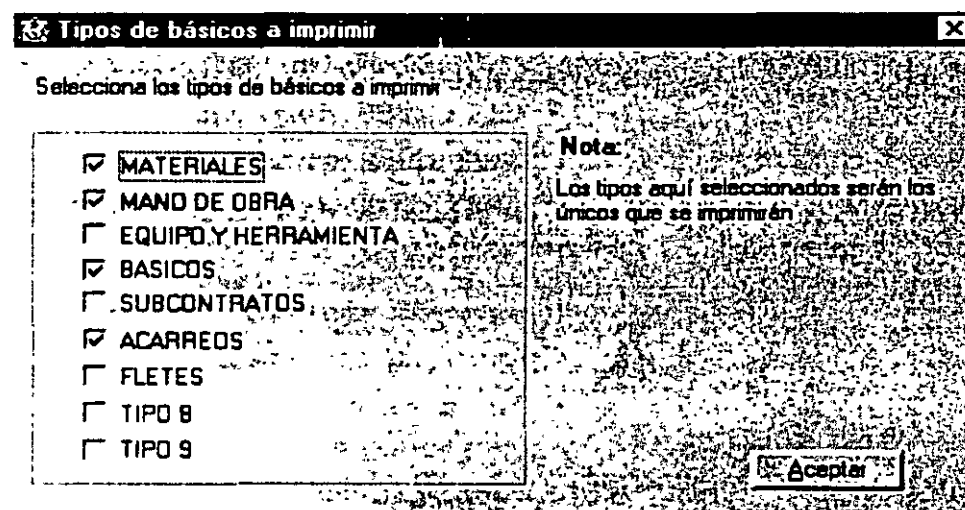 Tipos de básicos a imprimir
Selecciona los tipos de básicos a imprimir
MATERIALES
MANO DE OBRA
EQUIPO Y HERRAMIENTA
BASICOS
SUBCONTRATOS
ACARREOS
FLETES
TIPO 8
TIPO 9
Nota:
Los tipos aquí seleccionados serán los
únicos que se imprimirán
Aceptar